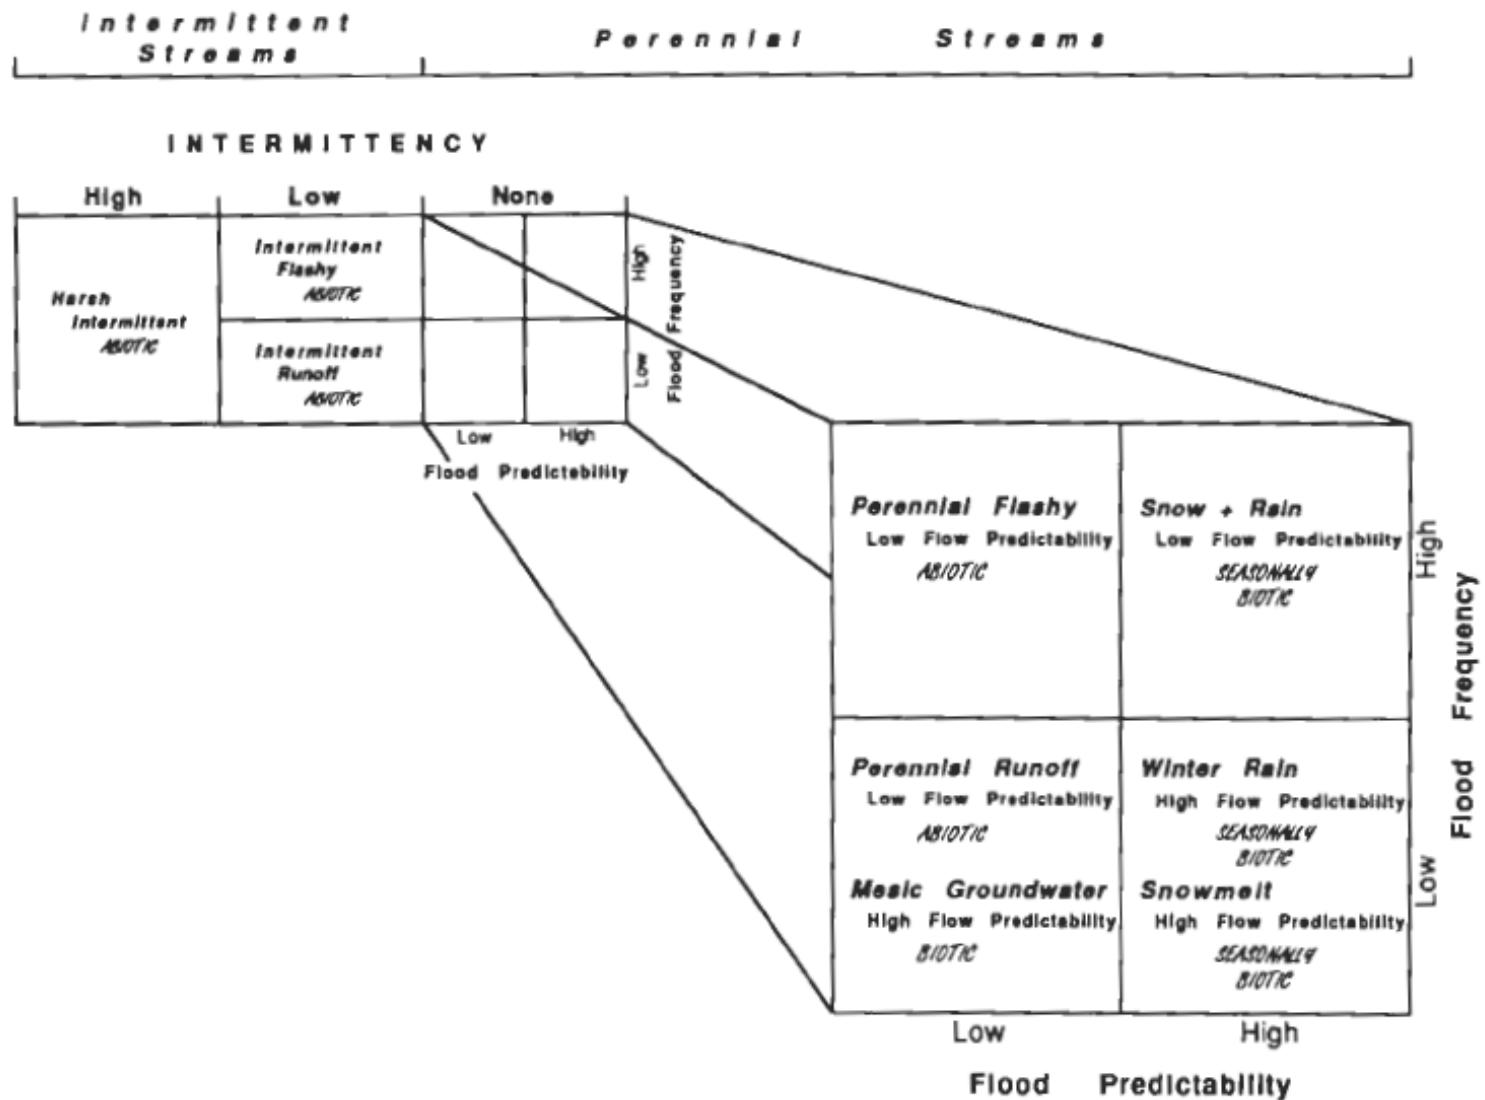 Intermittent
Streams
Perennial Streams
INTERMITTENCY
High Low None
Harsh
Intermittent
ABIOTIC
Intermittent
Flashy
ABIOTIC
Intermittent
Runoff
ABIOTIC
High
Low
Flood Frequency
Low High
Flood Predictability
Perennial Flashy
Low Flow Predictability
ABIOTIC
Snow + Rain
Low Flow Predictability
SEASONALLY
BIOTIC
Perennial Runoff
Low Flow Predictability
ABIOTIC
Mesic Groundwater
High Flow Predictability
BIOTIC
Winter Rain
High Flow Predictability
SEASONALLY
BIOTIC
Snowmelt
High Flow Predictability
SEASONALLY
BIOTIC
High
Low
Flood Frequency
Low High
Flood Predictability